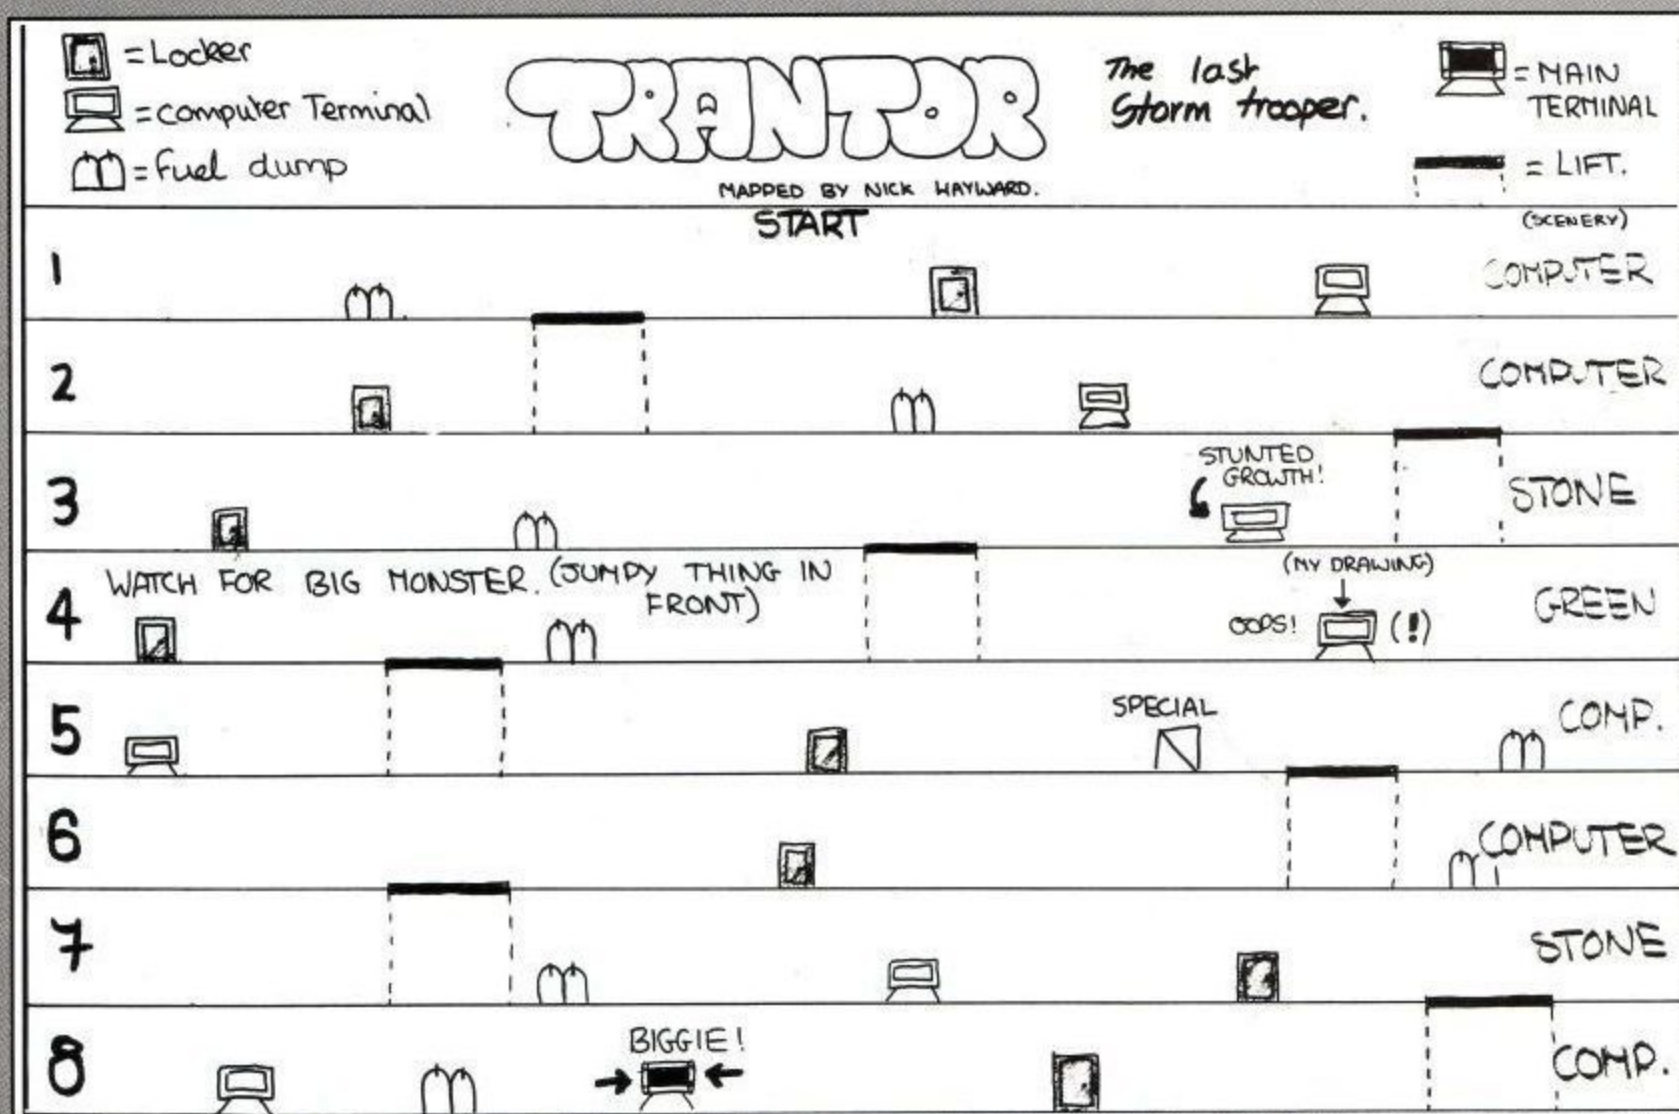 = Locker
= computer Terminal
= fuel dump
TRANTOR
MAPPED BY NICK HAYWARD.
The last
Storm trooper.
= MAIN
TERMINAL
= LIFT.
START
(SCENERY)
1
COMPUTER
2
COMPUTER
3
STUNTED
GROWTH!
STONE
4
WATCH FOR BIG MONSTER. (JUMPY THING IN
FRONT)
(MY DRAWING)
OOPS!
(!)
GREEN
5
SPECIAL
COMP.
6
COMPUTER
7
STONE
8
BIGGIE!
COMP.